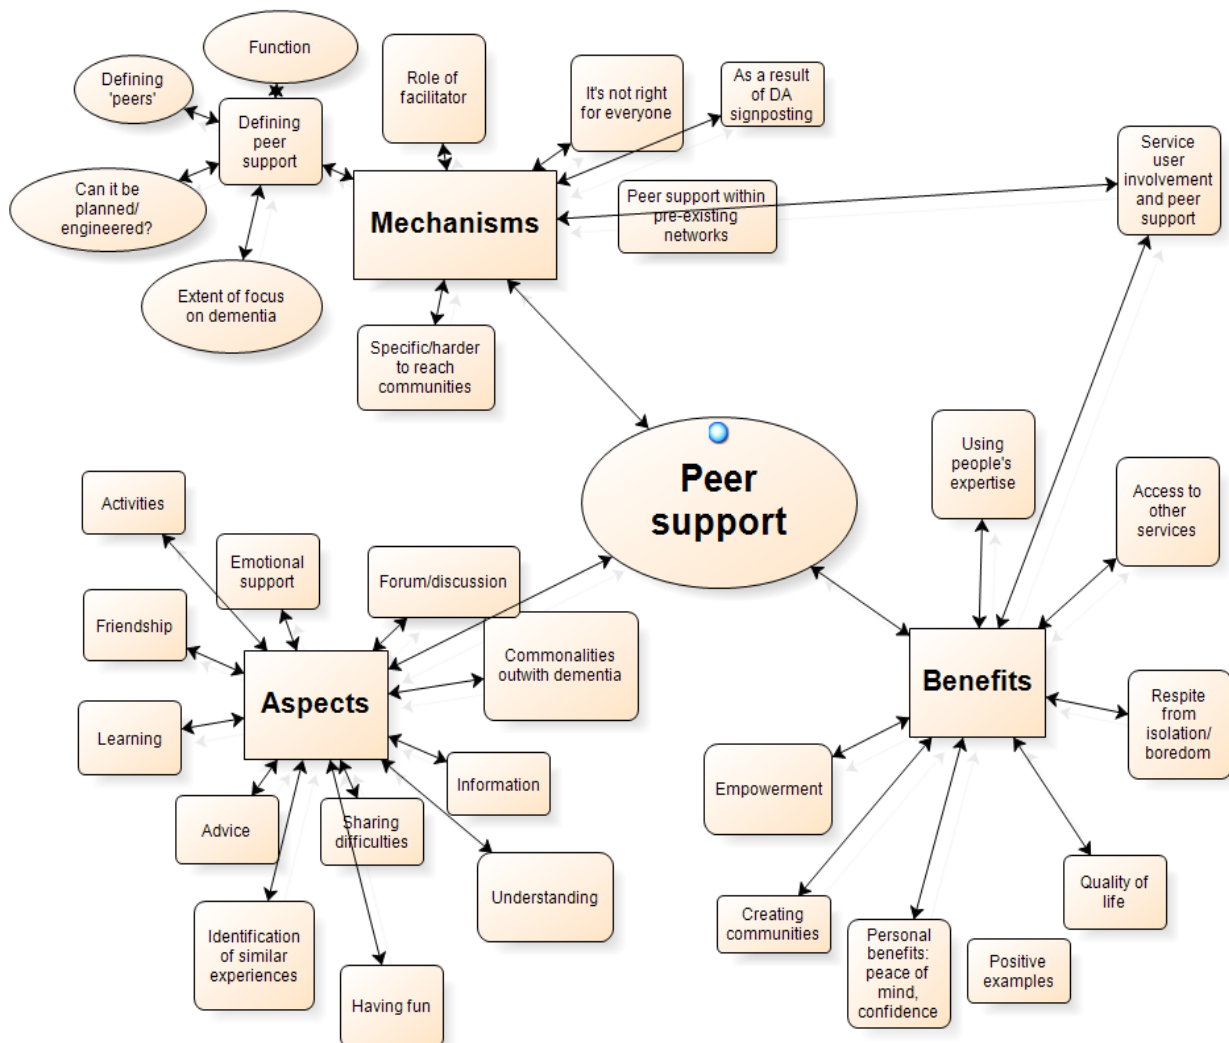 Function
Defining
'peers'
Defining
peer
support
Can it be
planned/
engineered?
Extent of focus
on dementia
Role of
facilitator
It's not right
for everyone
As a result
of DA
signposting
Mechanisms
Peer support within
pre-existing
networks
Service
user
involvement
and peer
support
Specific/harder
to reach
communities
Peer
support
Using
people's
expertise
Access to
other
services
Activities
Emotional
support
Forum/discussion
Friendship
Commonalities
outwith dementia
Aspects
Learning
Information
Advice
Sharing
difficulties
Understanding
Identification
of similar
experiences
Having fun
Benefits
Respite
from
isolation/
boredom
Empowerment
Quality of
life
Creating
communities
Personal
benefits:
peace of
mind,
confidence
Positive
examples